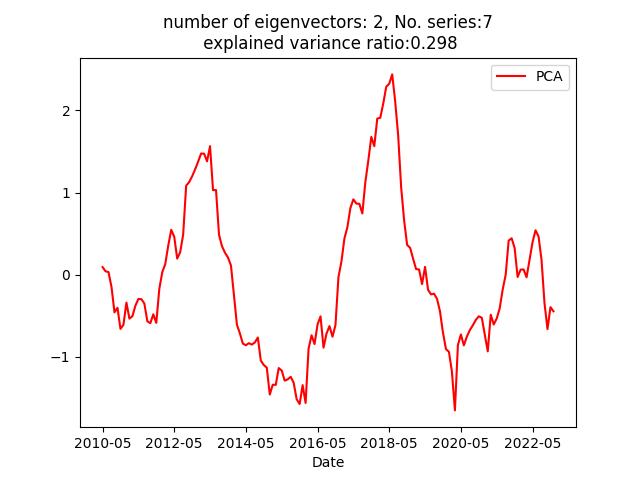 number of eigenvectors: 2, No. series:7
explained variance ratio:0.298
PCA
2
1
0
−1
2010-05 2012-05 2014-05 2016-05 2018-05 2020-05 2022-05
Date